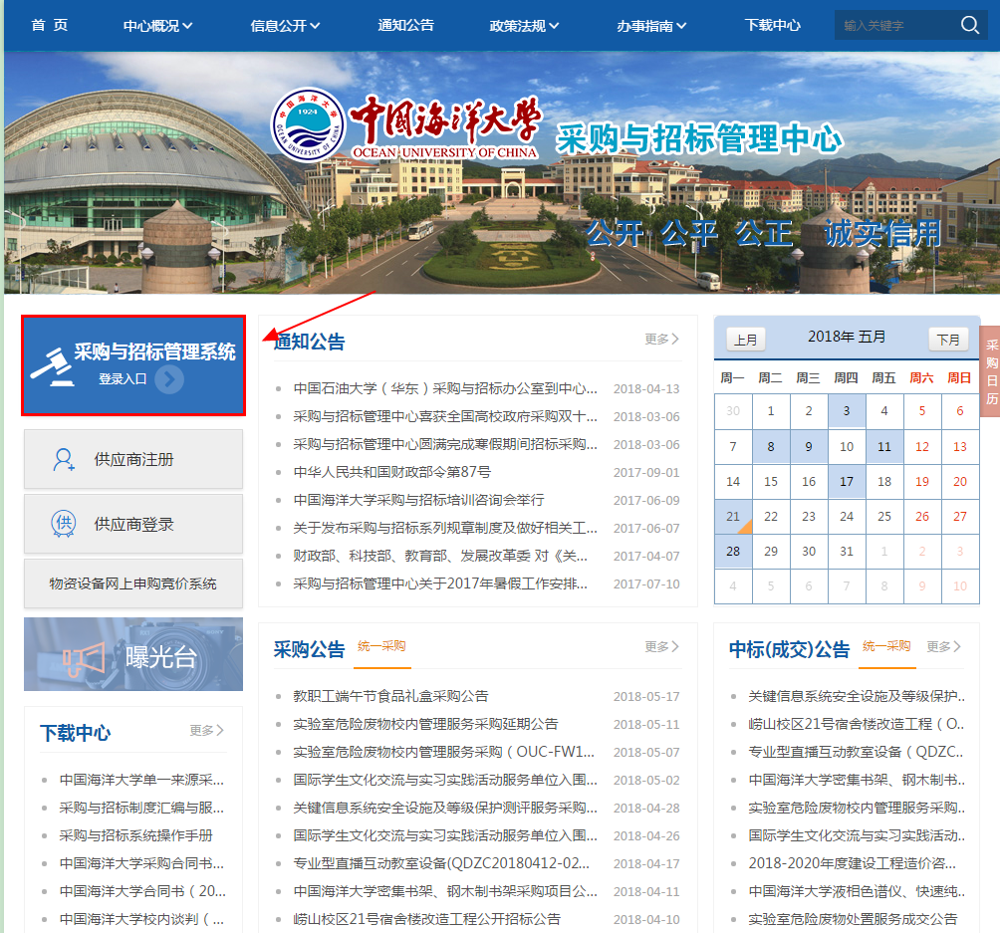 首 页 中心概况 信息公开 通知公告 政策法规 办事指南 下载中心 输入关键字
中国海洋大学
1924
OCEAN UNIVERSITY OF CHINA
中国海洋大学
OCEAN UNIVERSITY OF CHINA
采购与招标管理中心
公开 公平 公正 诚实信用
采购与招标管理系统
登录入口
供应商注册
供应商登录
物资设备网上申购竞价系统
曝光台
下载中心 更多
中国海洋大学单一来源采...
采购与招标制度汇编与服...
采购与招标系统操作手册
中国海洋大学采购合同书...
中国海洋大学合同书（20...
中国海洋大学校内谈判（...
通知公告 更多
中国石油大学（华东）采购与招标办公室到中心... 2018-04-13
采购与招标管理中心喜获全国高校政府采购双十... 2018-03-06
采购与招标管理中心圆满完成寒假期间招标采购... 2018-03-06
中华人民共和国财政部令第87号 2017-09-01
中国海洋大学采购与招标培训咨询会举行 2017-06-09
关于发布采购与招标系列规章制度及做好相关工... 2017-06-07
财政部、科技部、教育部、发展改革委 对《关... 2017-04-07
采购与招标管理中心关于2017年暑假工作安排... 2017-07-10
上月 2018年 五月 下月
周一 周二 周三 周四 周五 周六 周日
30 1 2 3 4 5 6
7 8 9 10 11 12 13
14 15 16 17 18 19 20
21 22 23 24 25 26 27
28 29 30 31 1 2 3
4 5 6 7 8 9 10
采购日历
采购公告 统一采购 更多
教职工端午节食品礼盒采购公告 2018-05-17
实验室危险废物校内管理服务采购延期公告 2018-05-11
实验室危险废物校内管理服务采购（OUC-FW1... 2018-05-07
国际学生文化交流与实习实践活动服务单位入围... 2018-05-02
关键信息系统安全设施及等级保护测评服务采购... 2018-04-28
国际学生文化交流与实习实践活动服务单位入围... 2018-04-26
专业型直播互动教室设备(QDZC20180412-02... 2018-04-17
中国海洋大学密集书架、钢木制书架采购项目公... 2018-04-11
崂山校区21号宿舍楼改造工程公开招标公告 2018-04-10
中标(成交)公告 统一采购 更多
关键信息系统安全设施及等级保护..
崂山校区21号宿舍楼改造工程（O..
专业型直播互动教室设备（QDZC..
中国海洋大学密集书架、钢木制书..
实验室危险废物校内管理服务采购..
国际学生文化交流与实习实践活动..
2018-2020年度建设工程造价咨...
中国海洋大学液相色谱仪、快速纯..
实验室危险废物处置服务成交公告
供